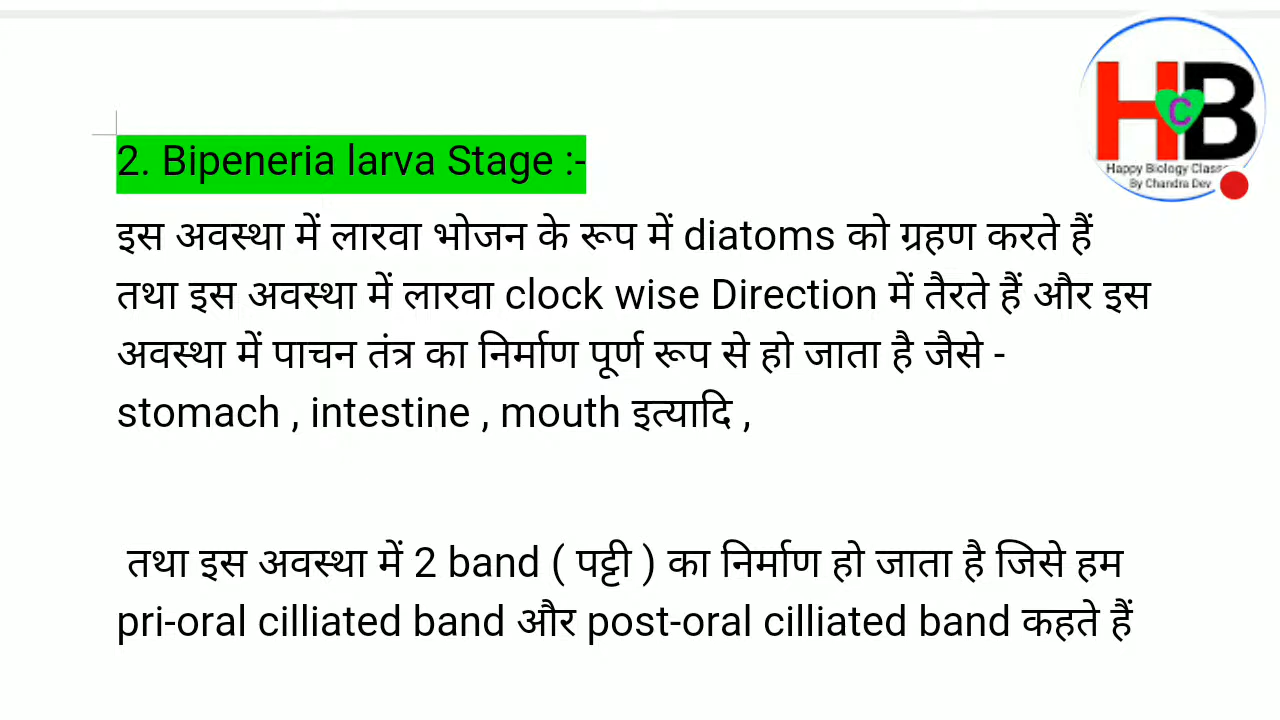 2. Bipeneria larva Stage :-
इस अवस्था में लारवा भोजन के रूप में diatoms को ग्रहण करते हैं
तथा इस अवस्था में लारवा clock wise Direction में तैरते हैं और इस
अवस्था में पाचन तंत्र का निर्माण पूर्ण रूप से हो जाता है जैसे -
stomach , intestine , mouth इत्यादि ,
तथा इस अवस्था में 2 band ( पट्टी ) का निर्माण हो जाता है जिसे हम
pri-oral cilliated band और post-oral cilliated band कहते हैं
HCB
Happy Biology
By Chandra Dev